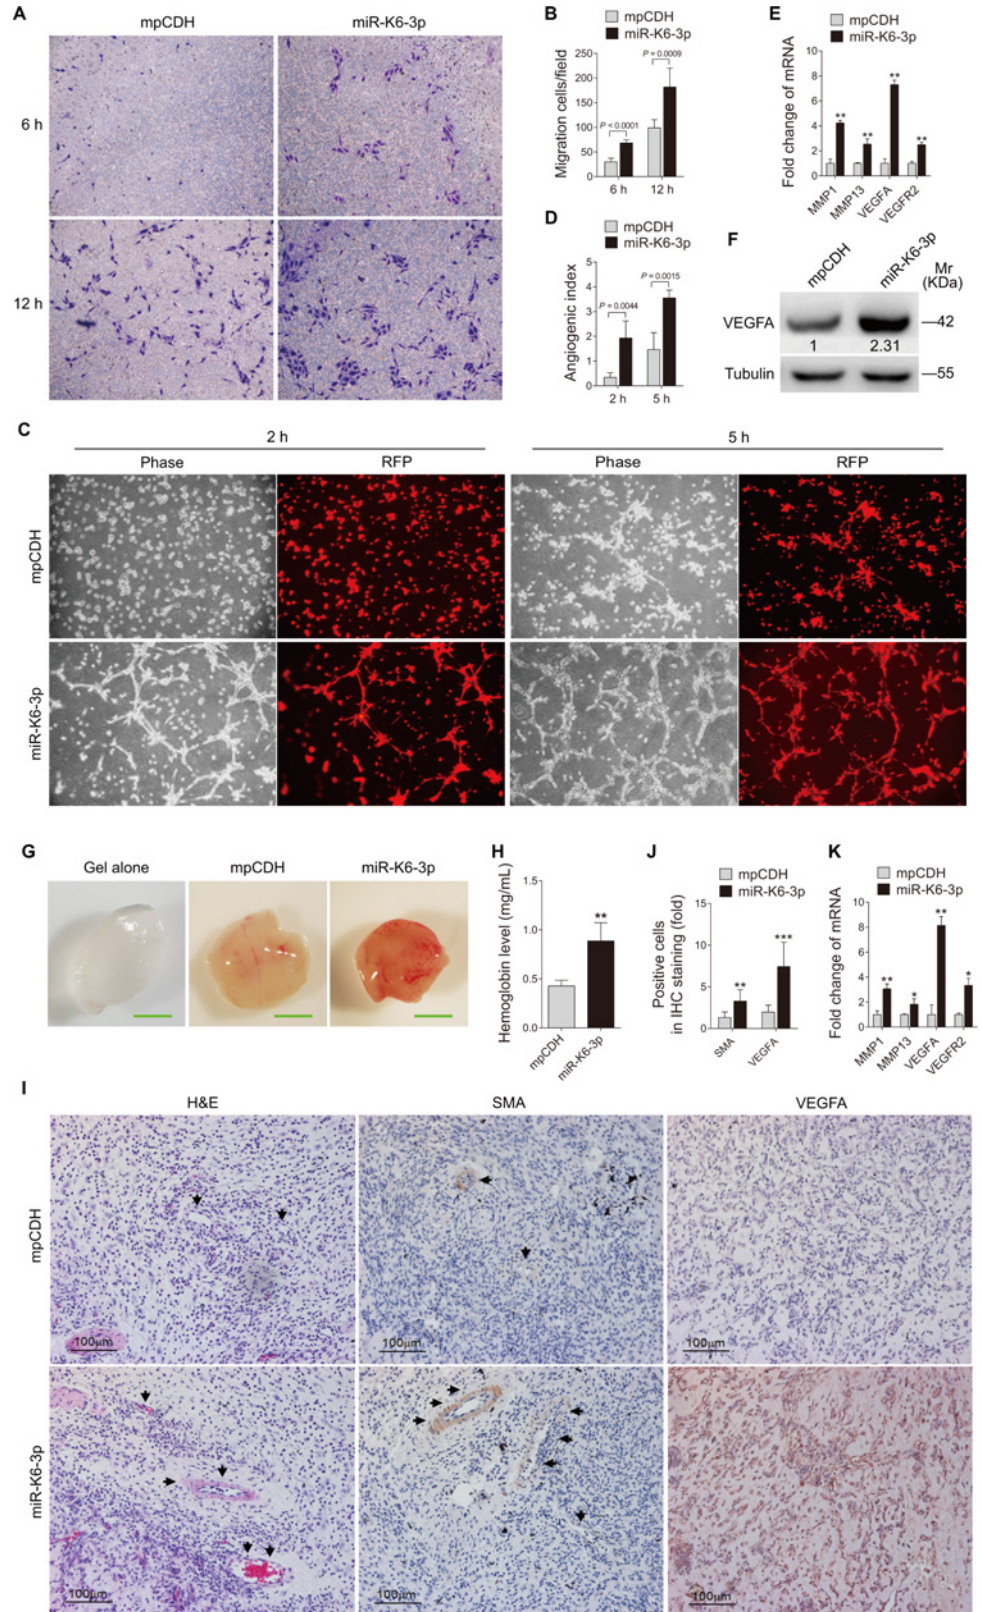 A
mpCDH
miR-K6-3p
6 h
12 h
B
mpCDH
miR-K6-3p
Migration cells/field
250
200
150
100
50
0
P < 0.0001
P = 0.0009
6 h
12 h
D
mpCDH
miR-K6-3p
Angiogenic index
5
4
3
2
1
0
P = 0.0044
P = 0.0015
2 h
5 h
E
mpCDH
miR-K6-3p
Fold change of mRNA
10
8
6
4
2
0
**
**
**
**
MMP1
MMP13
VEGFA
VEGFR2
F
mpCDH
miR-K6-3p
Mr
(KDa)
VEGFA
—42
1
2.31
Tubulin
—55
C
2 h
5 h
Phase
RFP
Phase
RFP
mpCDH
miR-K6-3p
G
Gel alone
mpCDH
miR-K6-3p
H
Hemoglobin level (mg/mL)
1.5
1.0
0.5
0.0
**
mpCDH
miR-K6-3p
J
mpCDH
miR-K6-3p
Positive cells
in IHC staining (fold)
15
10
5
0
**
***
SMA
VEGFA
K
mpCDH
miR-K6-3p
Fold change of mRNA
10
8
6
4
2
0
**
*
**
*
MMP1
MMP13
VEGFA
VEGFR2
I
H&E
SMA
VEGFA
mpCDH
100μm
100μm
100μm
miR-K6-3p
100μm
100μm
100μm